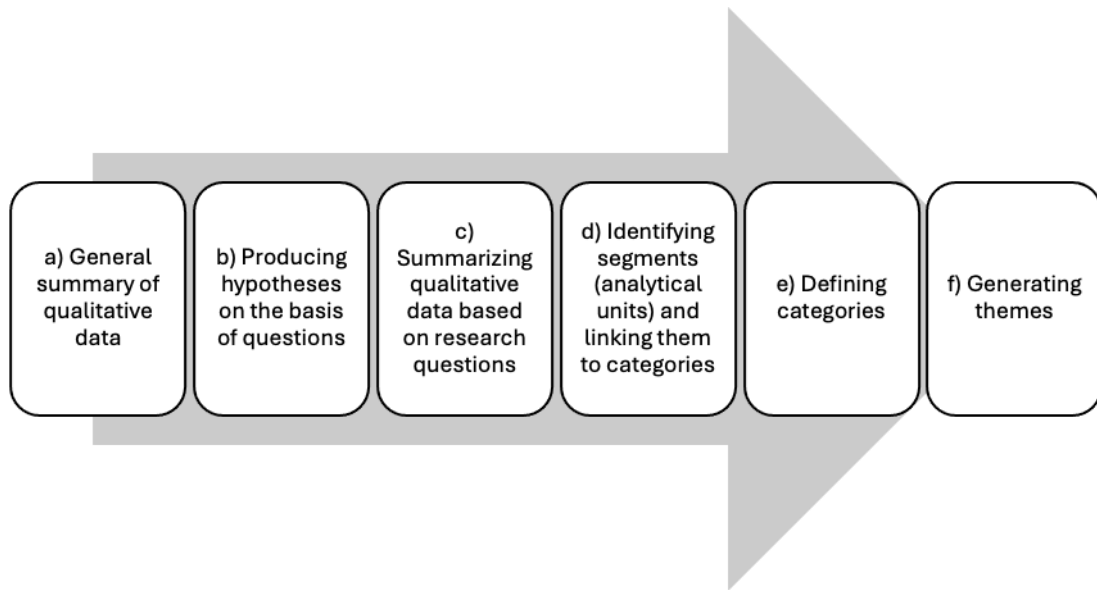 a) General
summary of
qualitative
data
b) Producing
hypotheses
on the basis
of questions
c)
Summarizing
qualitative
data based
on research
questions
d) Identifying
segments
(analytical
units) and
linking them
to categories
e) Defining
categories
f) Generating
themes